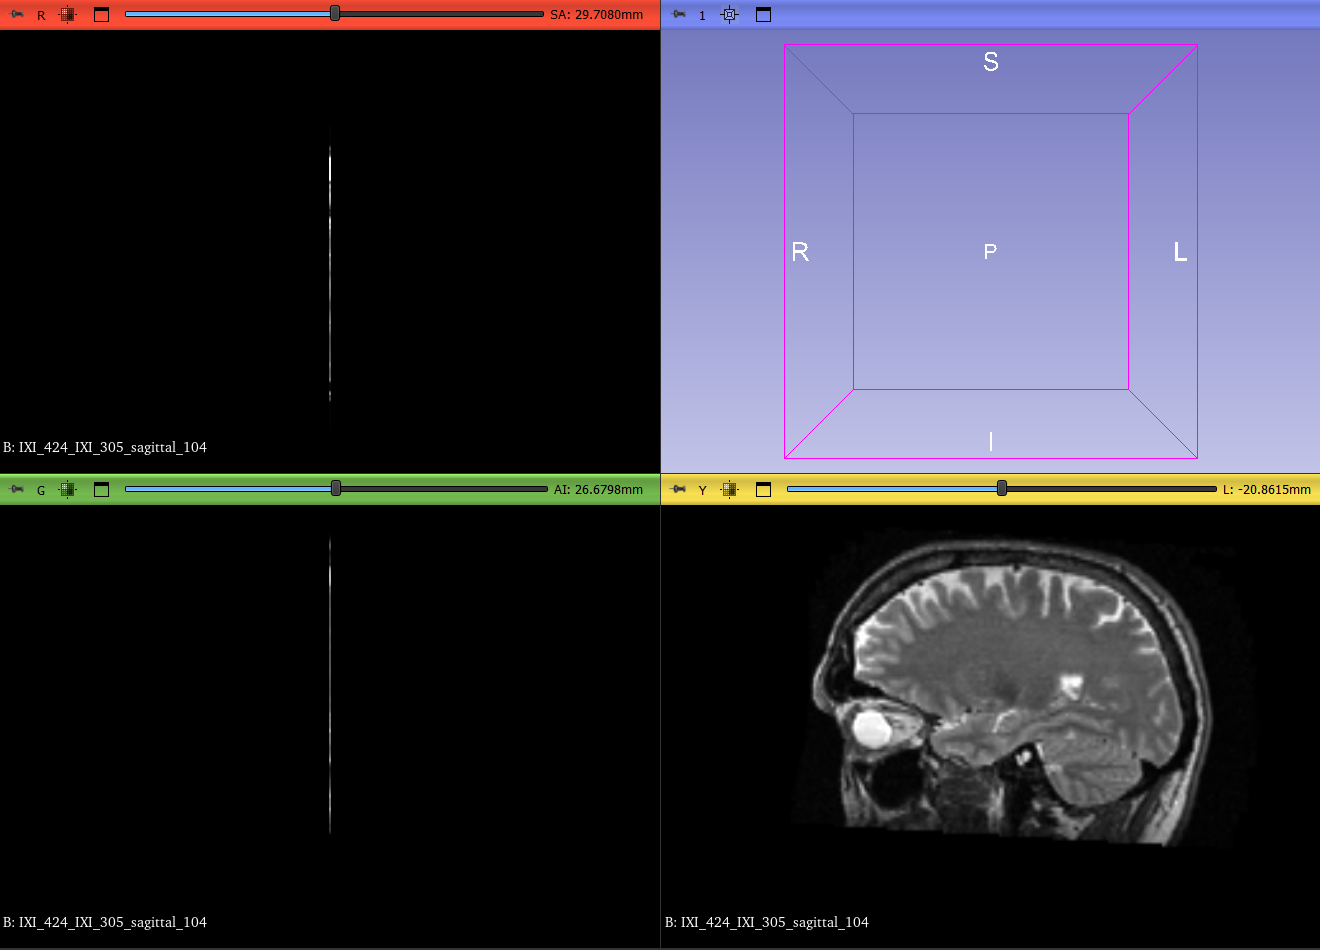 R SA: 29.7080mm
1
S
R P L
I
B: IXI_424_IXI_305_sagittal_104
G AI: 26.6798mm
Y L: -20.8615mm
B: IXI_424_IXI_305_sagittal_104
B: IXI_424_IXI_305_sagittal_104